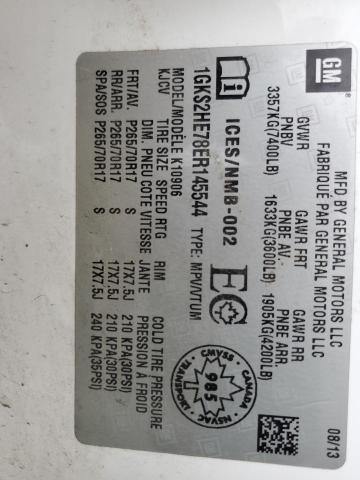 GM
MFD BY GENERAL MOTORS LLC
FABRIQUÉ PAR GENERAL MOTORS LLC
08/13
GVWR GAWR FRT GAWR RR
PNBV PNBE AV. PNBE ARR.
3357KG(7400LB) 1633KG(3600LB) 1905KG(4200LB)
ICES/NMB-002
CANADA
CMVSS
985
NSVAC
TRANSPORT
1GKS2HE78ER145544 TYPE: MPV/VTUM
MODEL/MODÈLE K10906
KJCV
TIRE SIZE SPEED RTG RIM COLD TIRE PRESSURE
DIM. PNEU COTE VITESSE JANTE PRESSION À FROID
FRT/AV. P265/70R17 S 17X7.5J 210 KPA(30PSI)
RR/ARR. P265/70R17 S 17X7.5J 210 KPA(30PSI)
SPA/SOS P265/70R17 S 17X7.5J 240 KPA(35PSI)